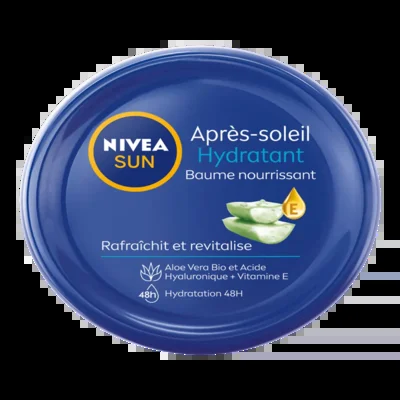 NIVEA
SUN
Après-soleil
Hydratant
Baume nourrissant
E
Rafraîchit et revitalise
Aloe Vera Bio et Acide
Hyaluronique + Vitamine E
48h
Hydratation 48H